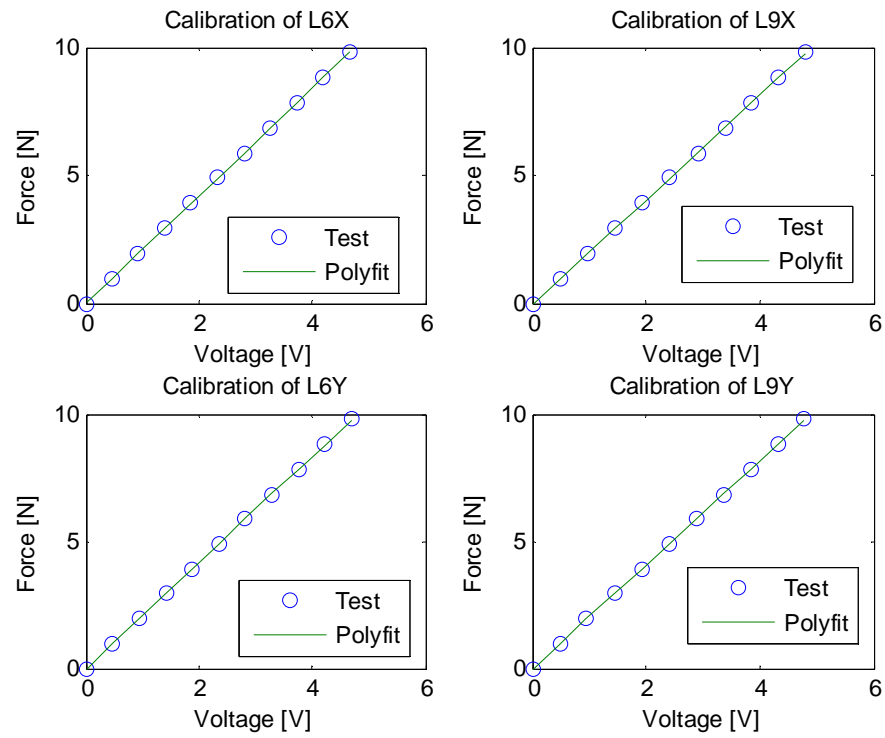 Calibration of L6X
10
5
0
Force [N]
Test
Polyfit
0 2 4 6
Voltage [V]
Calibration of L9X
10
5
0
Force [N]
Test
Polyfit
0 2 4 6
Voltage [V]
Calibration of L6Y
10
5
0
Force [N]
Test
Polyfit
0 2 4 6
Voltage [V]
Calibration of L9Y
10
5
0
Force [N]
Test
Polyfit
0 2 4 6
Voltage [V]